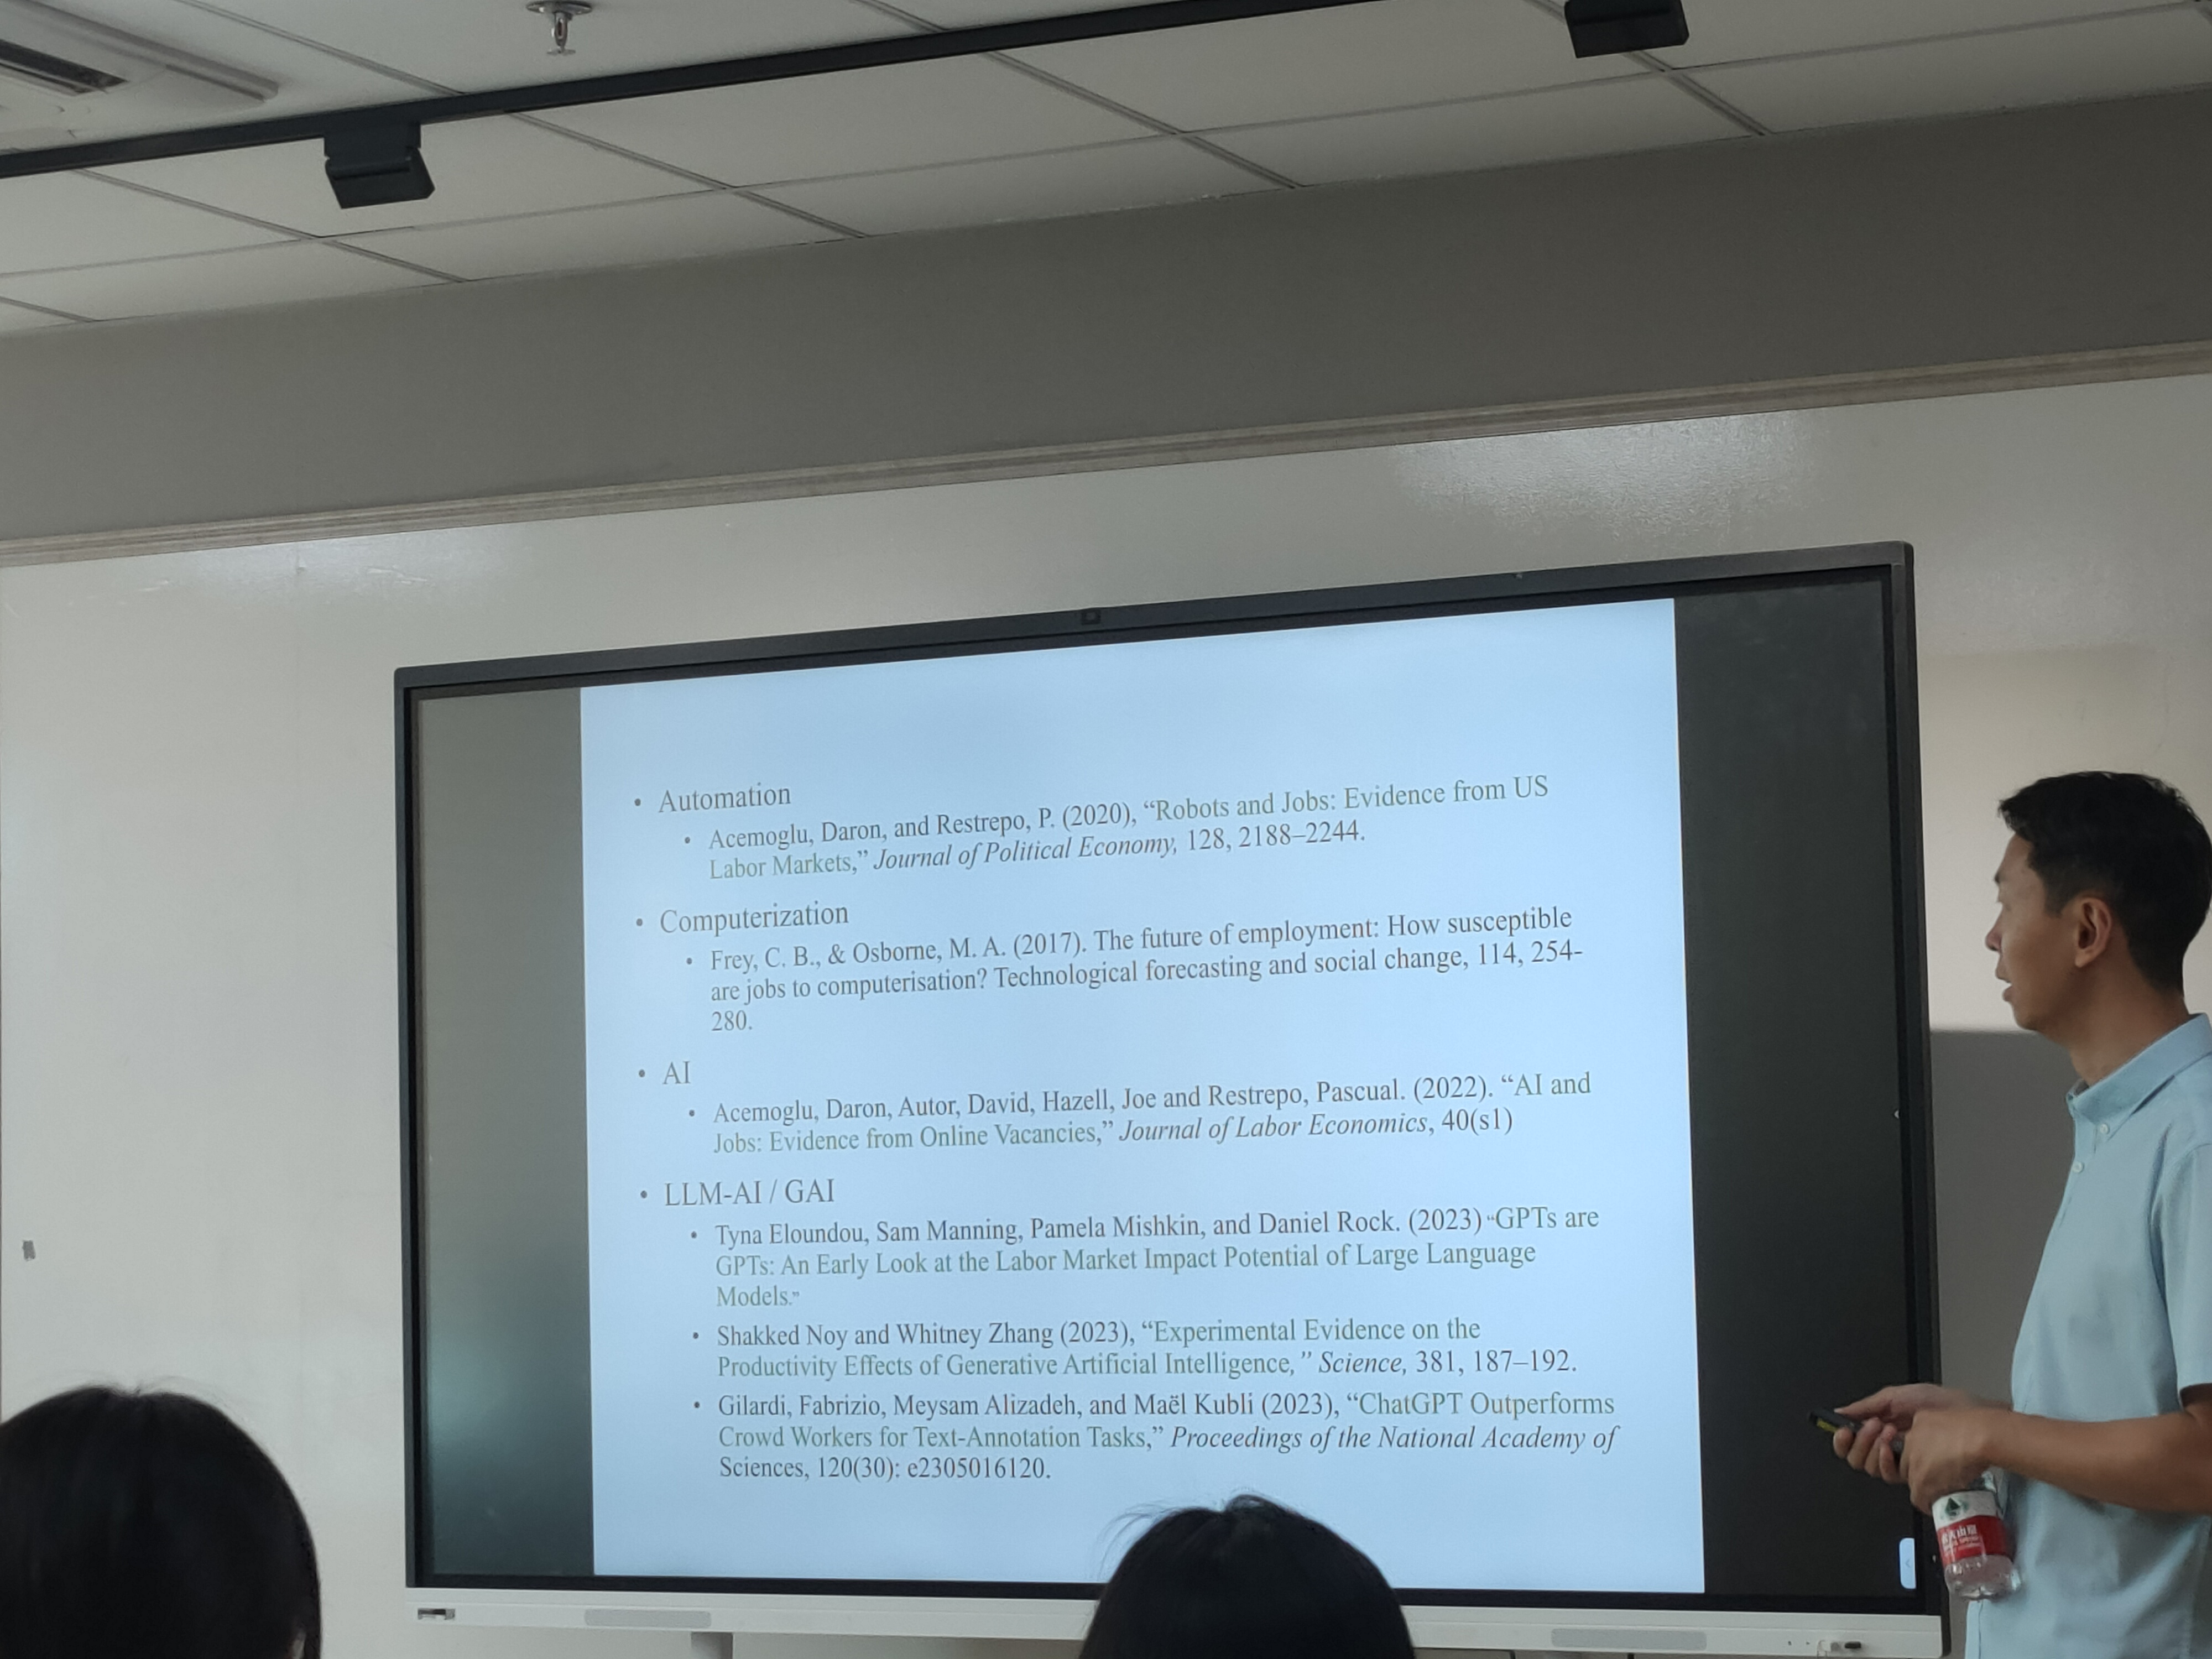 • Automation
• Acemoglu, Daron, and Restrepo, P. (2020), “Robots and Jobs: Evidence from US
Labor Markets,” Journal of Political Economy, 128, 2188–2244.
• Computerization
• Frey, C. B., & Osborne, M. A. (2017). The future of employment: How susceptible
are jobs to computerisation? Technological forecasting and social change, 114, 254-
280.
• AI
• Acemoglu, Daron, Autor, David, Hazell, Joe and Restrepo, Pascual. (2022). “AI and
Jobs: Evidence from Online Vacancies,” Journal of Labor Economics, 40(s1)
• LLM-AI / GAI
• Tyna Eloundou, Sam Manning, Pamela Mishkin, and Daniel Rock. (2023) “GPTs are
GPTs: An Early Look at the Labor Market Impact Potential of Large Language
Models.”
• Shakked Noy and Whitney Zhang (2023), “Experimental Evidence on the
Productivity Effects of Generative Artificial Intelligence, ” Science, 381, 187–192.
• Gilardi, Fabrizio, Meysam Alizadeh, and Maël Kubli (2023), “ChatGPT Outperforms
Crowd Workers for Text-Annotation Tasks,” Proceedings of the National Academy of
Sciences, 120(30): e2305016120.